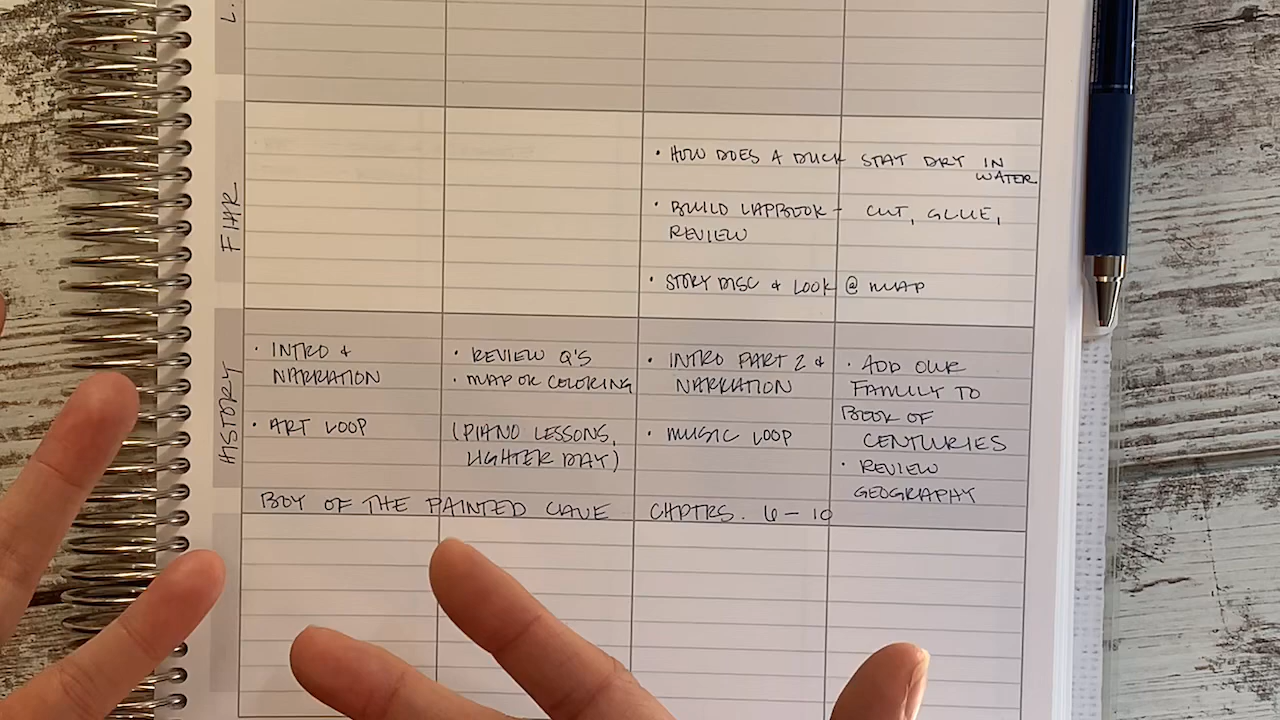 L.
FIHR
• HOW DOES A DUCK STAY DRY IN
WATER
• BUILD LAPBOOK - CUT, GLUE,
REVIEW
• STORY DISC & LOOK @ MAP
HISTORY
• INTRO &
NARRATION
• ART LOOP
• REVIEW Q'S
• MAP OR COLORING
(PIANO LESSONS,
LIGHTER DAY)
• INTRO PART 2 &
NARRATION
• MUSIC LOOP
• ADD OUR
FAMILY TO
BOOK OF
CENTURIES
• REVIEW
GEOGRAPHY
BOY OF THE PAINTED CAVE CHPTRS. 6-10